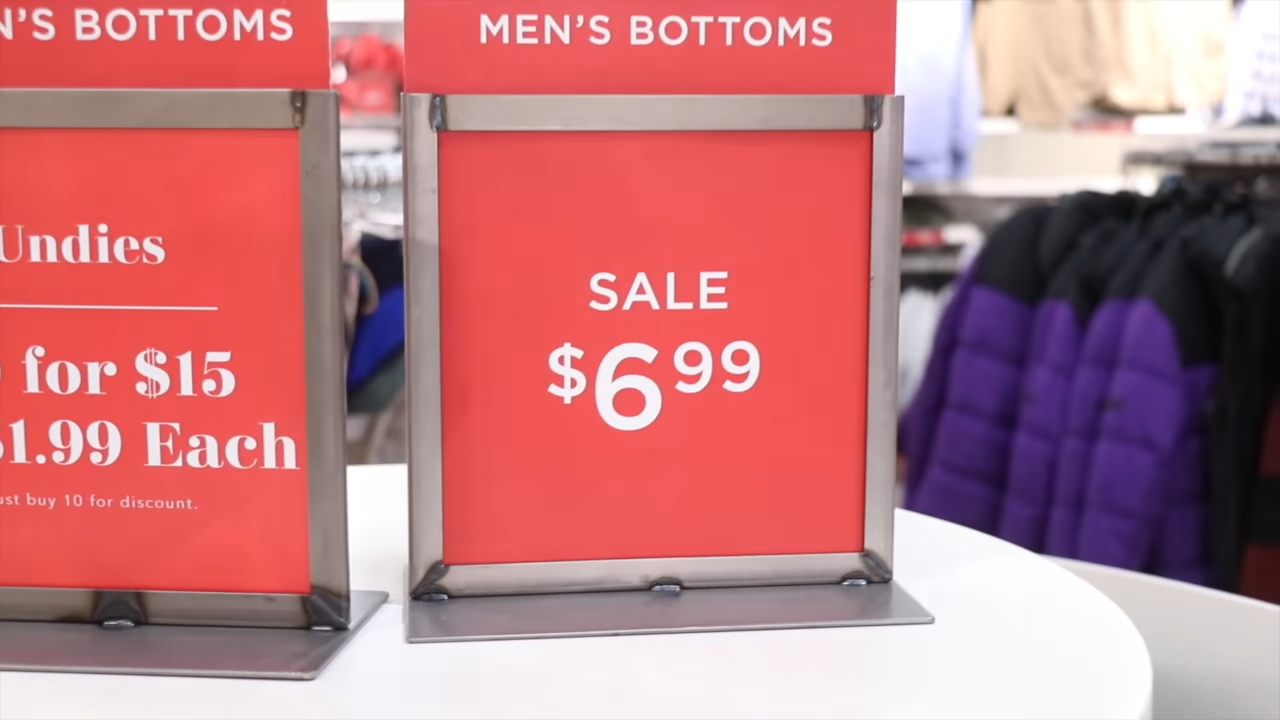 N'S BOTTOMS
Undies
for $15
$1.99 Each
ust buy 10 for discount.
MEN'S BOTTOMS
SALE
$6.99